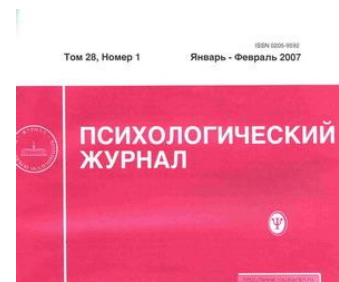 ISSN 0205-9592
Том 28, Номер 1
Январь - Февраль 2007
ПСИХОЛОГИЧЕСКИЙ
ЖУРНАЛ
Ψ